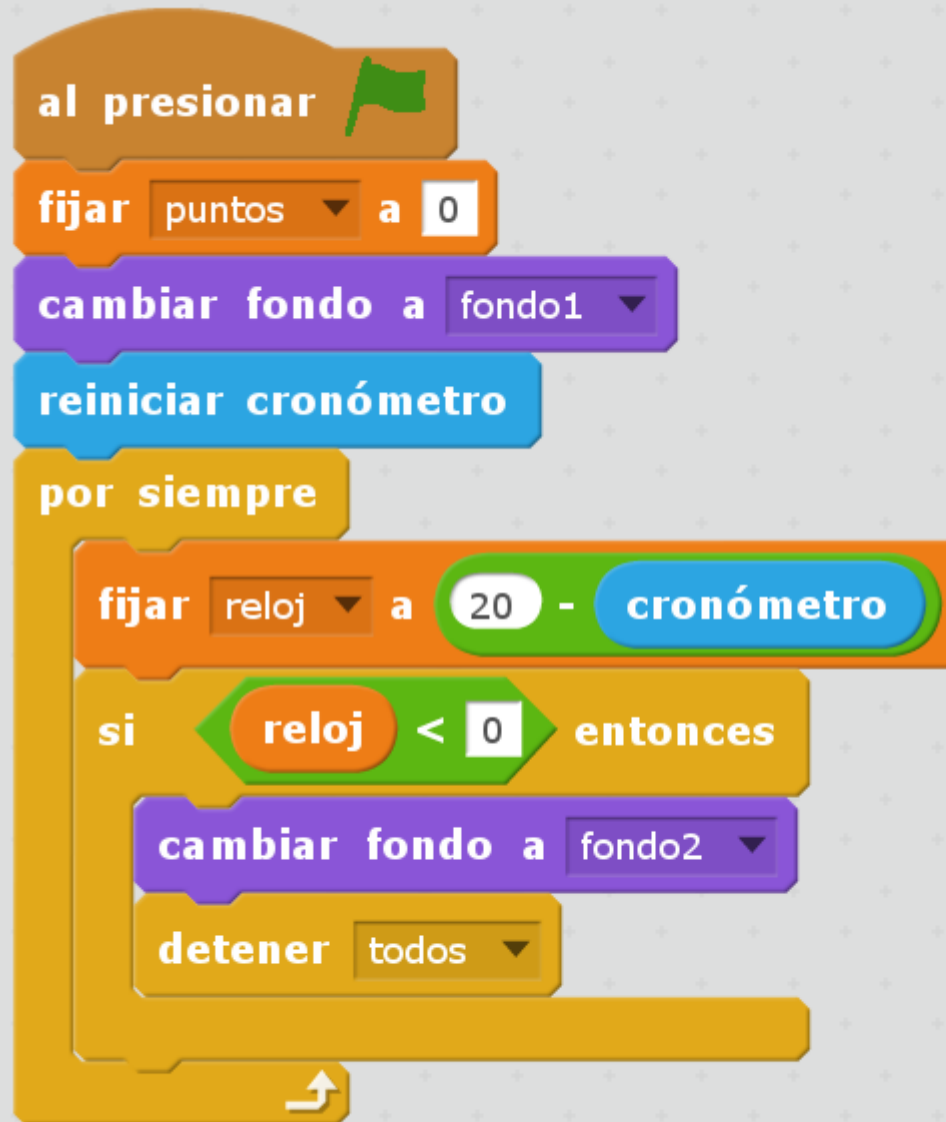 al presionar
fijar puntos a 0
cambiar fondo a fondo1
reiniciar cronómetro
por siempre
fijar reloj a 20 - cronómetro
si reloj < 0 entonces
cambiar fondo a fondo2
detener todos